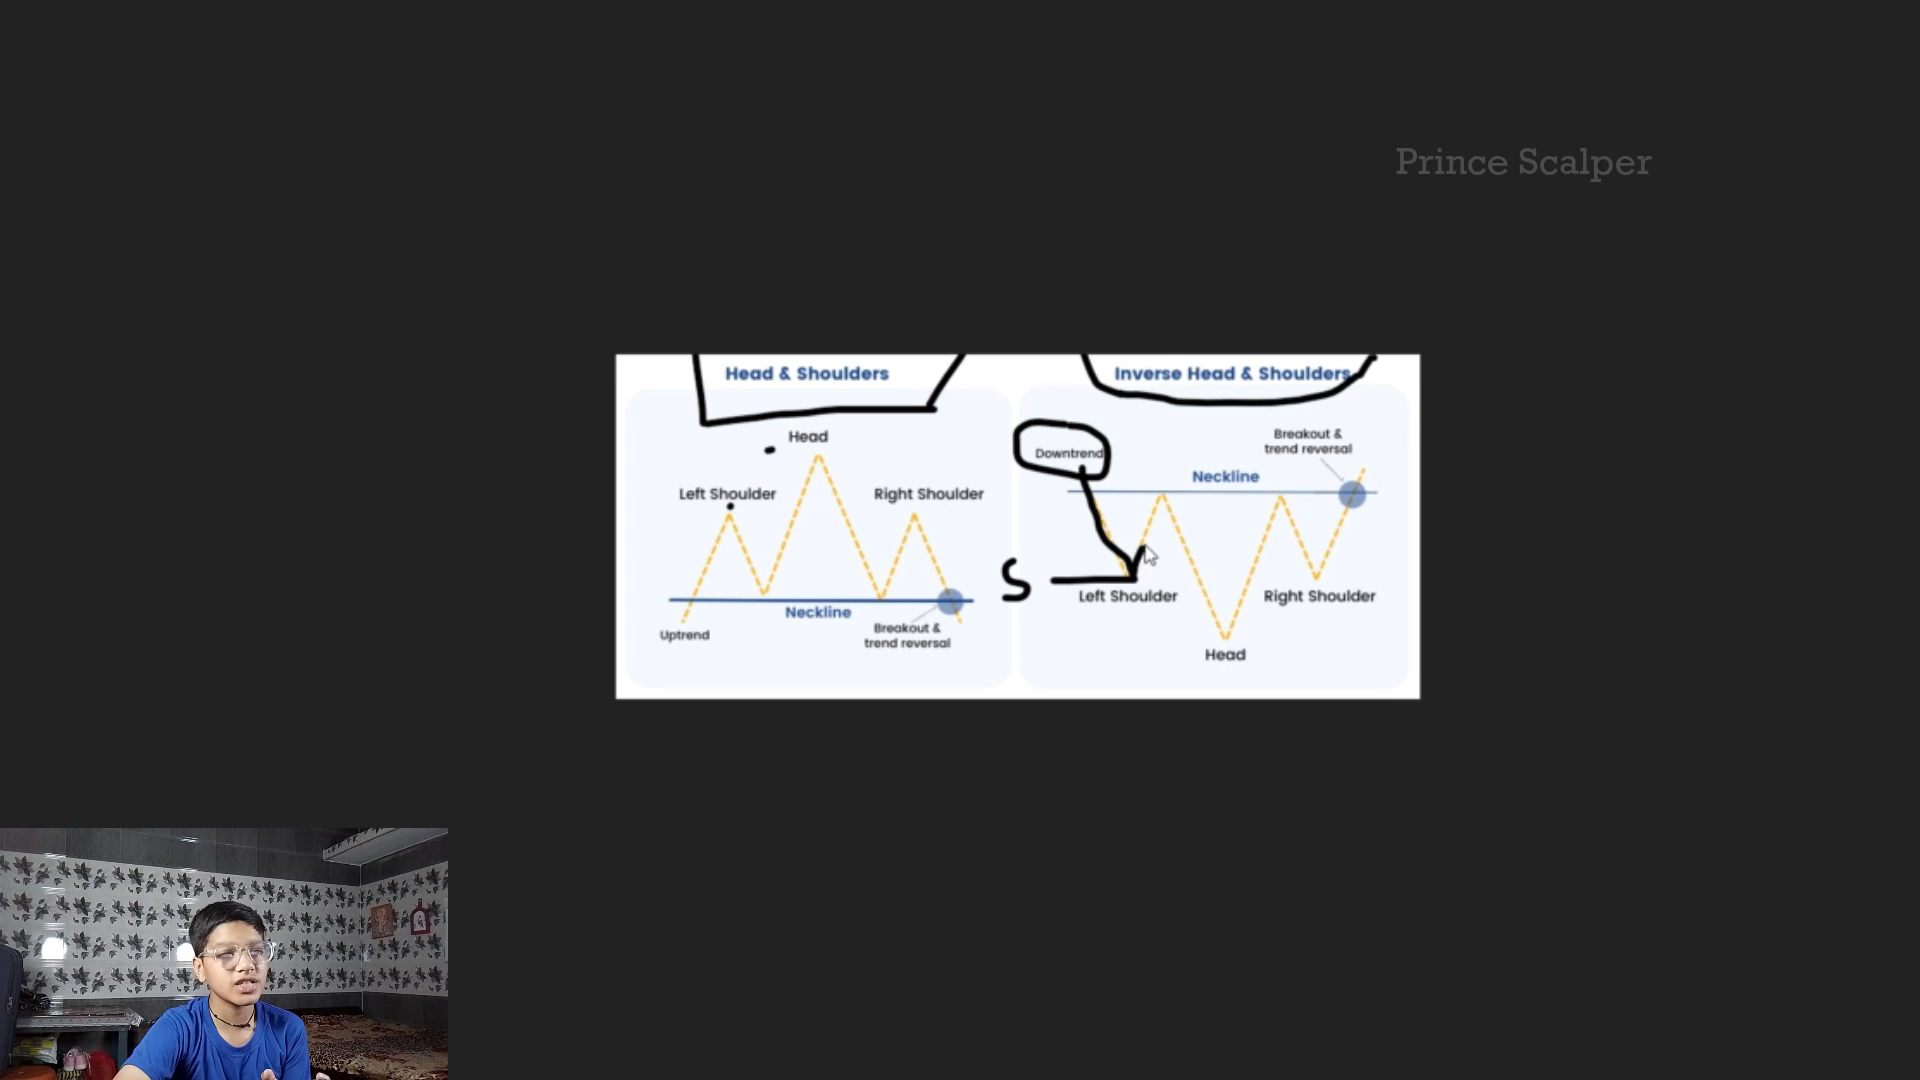 Prince Scalper
Head & Shoulders
Head
Left Shoulder
Right Shoulder
Neckline
Uptrend
Breakout &
trend reversal
Inverse Head & Shoulders
Downtrend
Breakout &
trend reversal
Neckline
S
Left Shoulder
Right Shoulder
Head